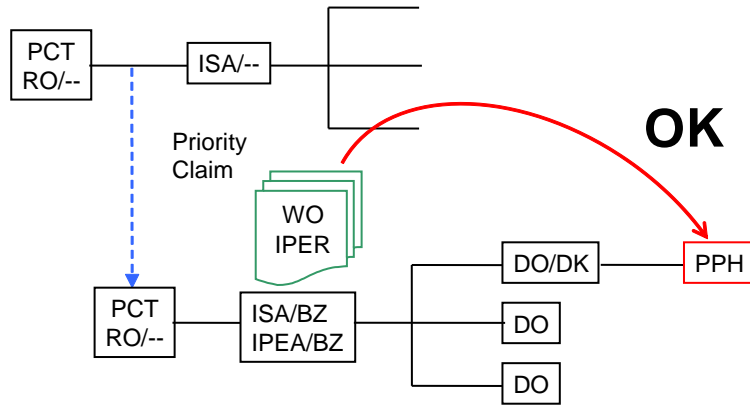 PCT
RO/--
ISA/--
Priority
Claim
OK
WO
IPER
DO/DK
PPH
PCT
RO/--
ISA/BZ
IPEA/BZ
DO
DO